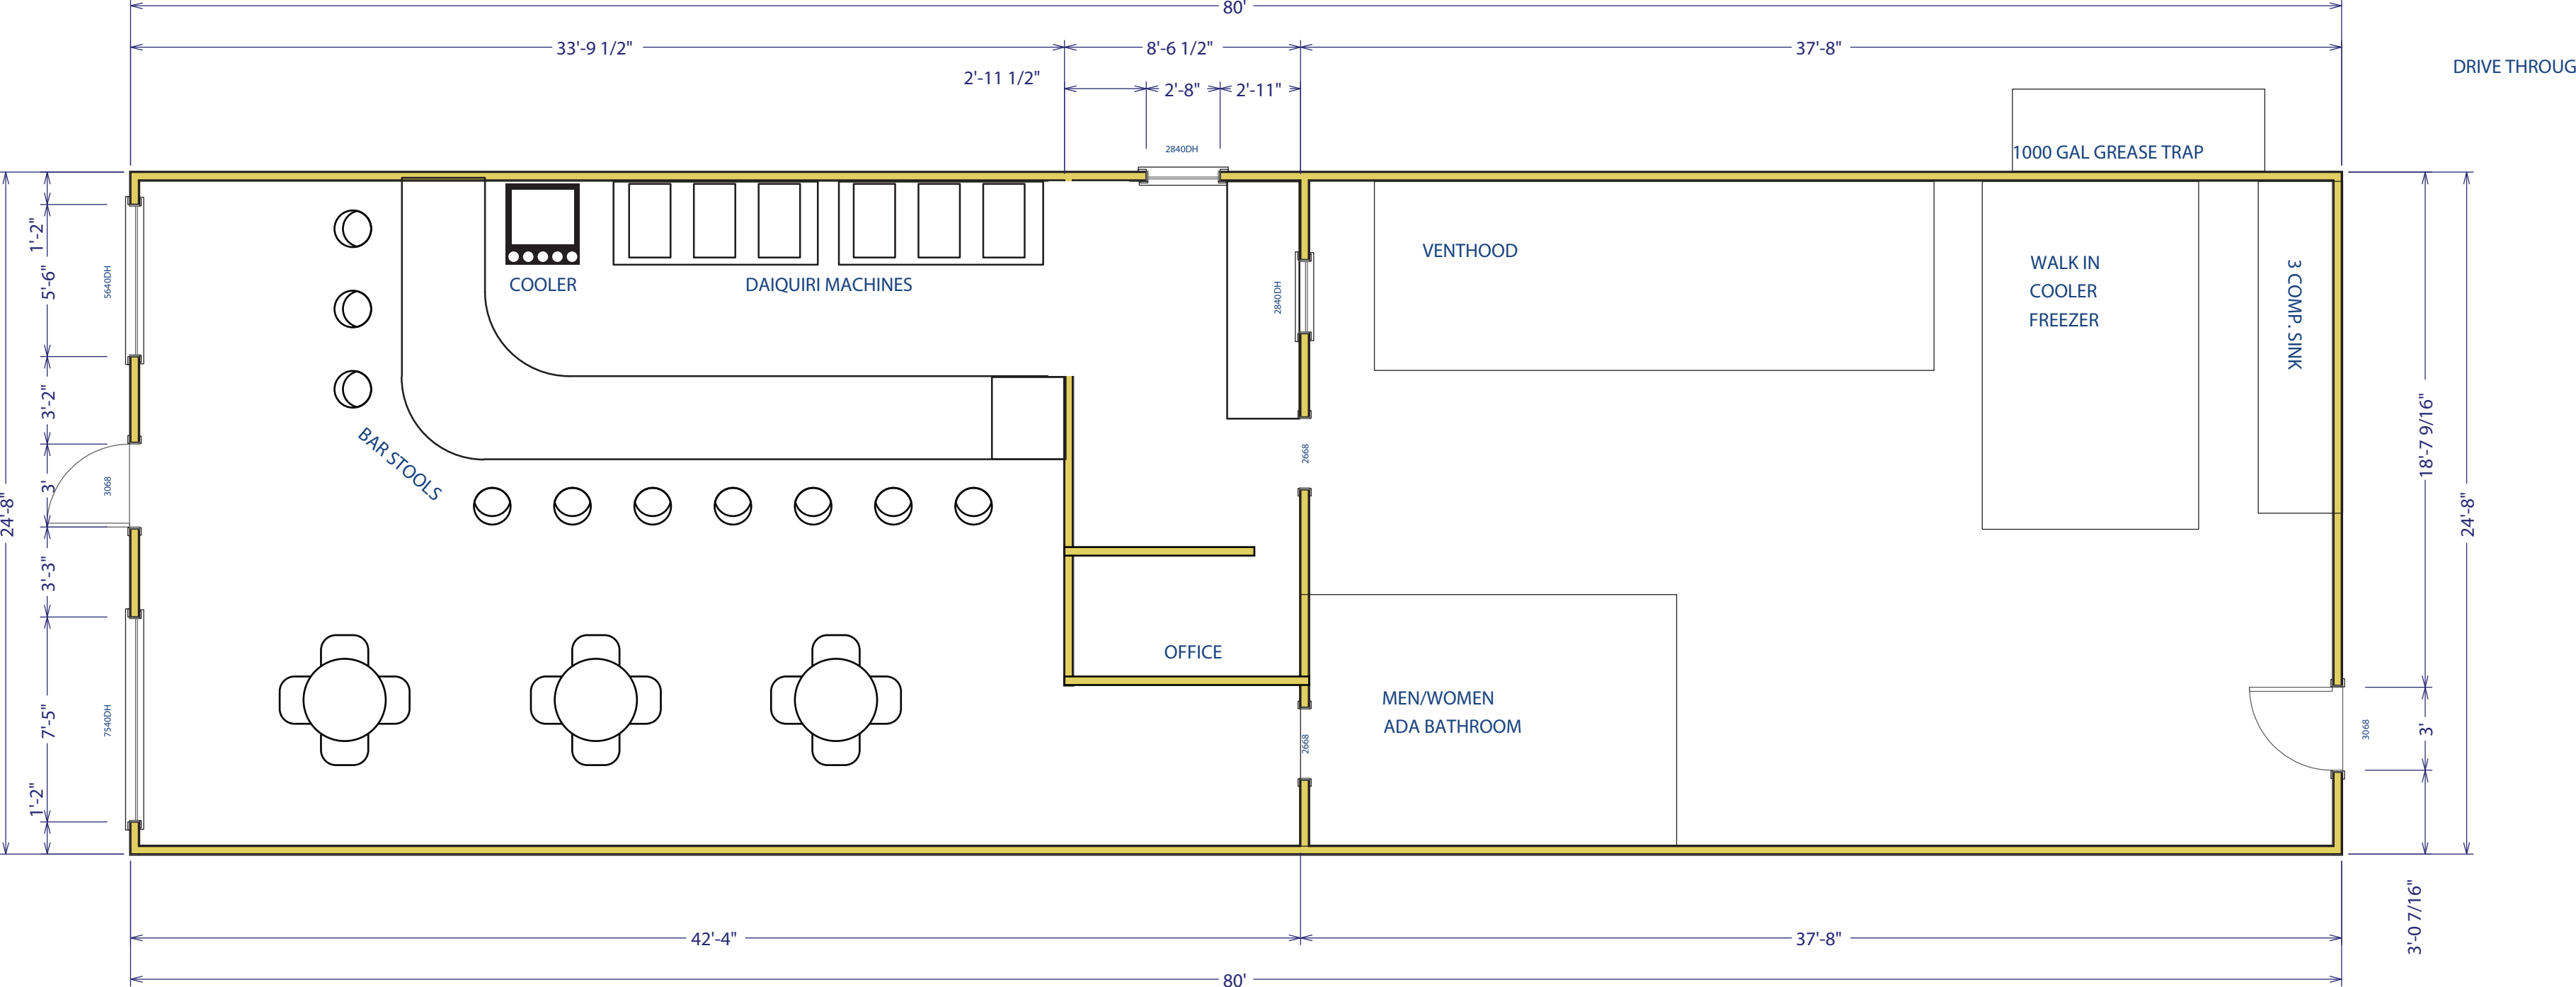 80'
33'-9 1/2"
8'-6 1/2"
37'-8"
DRIVE THROUG
2'-11 1/2"
2'-8"
2'-11"
2840DH
1000 GAL GREASE TRAP
1'-2"
5'-6"
5640DH
3'-2"
3'
3068
24'-8"
3'-3"
7'-5"
7540DH
1'-2"
COOLER
DAIQUIRI MACHINES
BAR STOOLS
2840DH
2668
OFFICE
2668
VENTHOOD
WALK IN
COOLER
FREEZER
3 COMP. SINK
MEN/WOMEN
ADA BATHROOM
18'-7 9/16"
24'-8"
3068
3'
3'-0 7/16"
42'-4"
37'-8"
80'